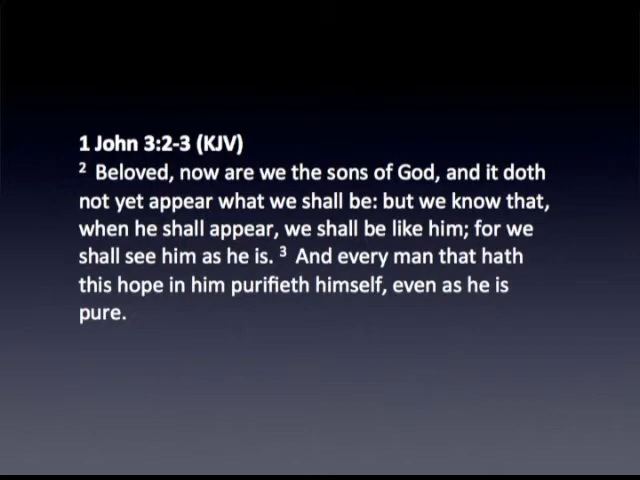 1 John 3:2-3 (KJV)
2 Beloved, now are we the sons of God, and it doth
not yet appear what we shall be: but we know that,
when he shall appear, we shall be like him; for we
shall see him as he is. 3 And every man that hath
this hope in him purifieth himself, even as he is
pure.